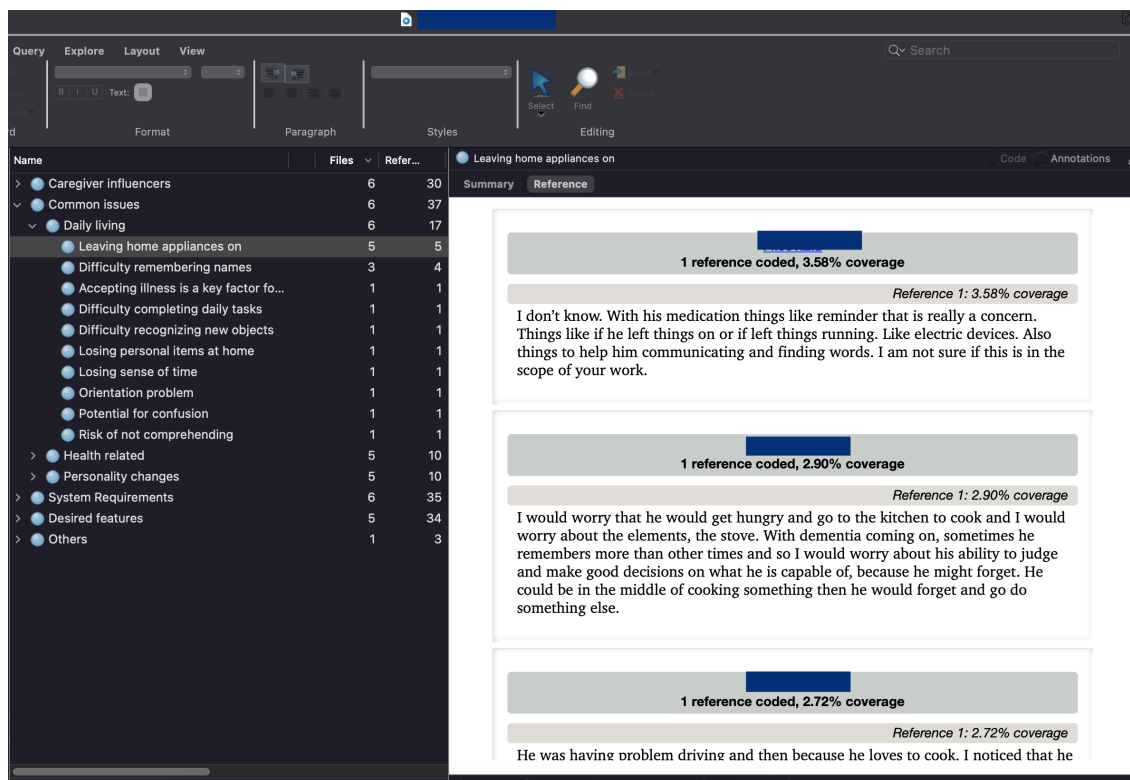 Query Explore Layout View
Search
B I U Text:
Select
Find
Format Paragraph Styles Editing
Name Files Refer...
Caregiver influencers 6 30
Common issues 6 37
Daily living 6 17
Leaving home appliances on 5 5
Difficulty remembering names 3 4
Accepting illness is a key factor fo... 1 1
Difficulty completing daily tasks 1 1
Difficulty recognizing new objects 1 1
Losing personal items at home 1 1
Losing sense of time 1 1
Orientation problem 1 1
Potential for confusion 1 1
Risk of not comprehending 1 1
Health related 5 10
Personality changes 5 10
System Requirements 6 35
Desired features 5 34
Others 1 3
Leaving home appliances on Code Annotations
Summary Reference
1 reference coded, 3.58% coverage
Reference 1: 3.58% coverage
I don’t know. With his medication things like reminder that is really a concern.
Things like if he left things on or if left things running. Like electric devices. Also
things to help him communicating and finding words. I am not sure if this is in the
scope of your work.
1 reference coded, 2.90% coverage
Reference 1: 2.90% coverage
I would worry that he would get hungry and go to the kitchen to cook and I would
worry about the elements, the stove. With dementia coming on, sometimes he
remembers more than other times and so I would worry about his ability to judge
and make good decisions on what he is capable of, because he might forget. He
could be in the middle of cooking something then he would forget and go do
something else.
1 reference coded, 2.72% coverage
Reference 1: 2.72% coverage
He was having problem driving and then because he loves to cook. I noticed that he